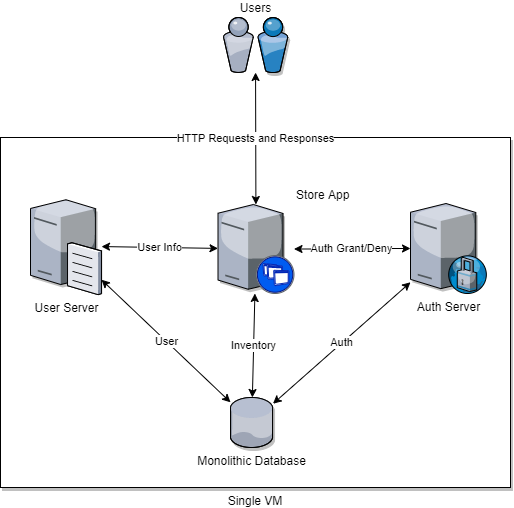 Users
HTTP Requests and Responses
Store App
User Info
Auth Grant/Deny
User Server
Auth Server
User
Inventory
Auth
Monolithic Database
Single VM